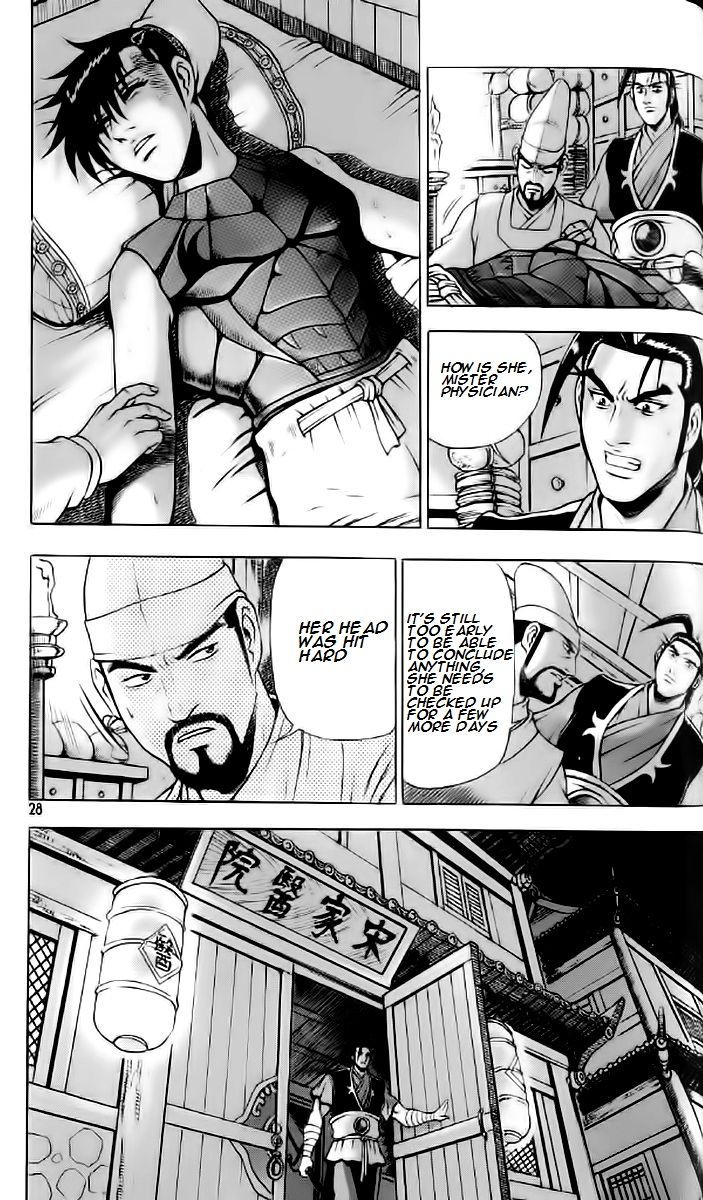 HOW IS SHE,
MISTER
PHYSICIAN?
IT'S STILL
TOO EARLY
TO BE ABLE
TO CONCLUDE
ANYTHING,
SHE NEEDS
TO BE
CHECKED UP
FOR A FEW
MORE DAYS
HER HEAD
WAS HIT
HARD
28
院醫家宋
醫